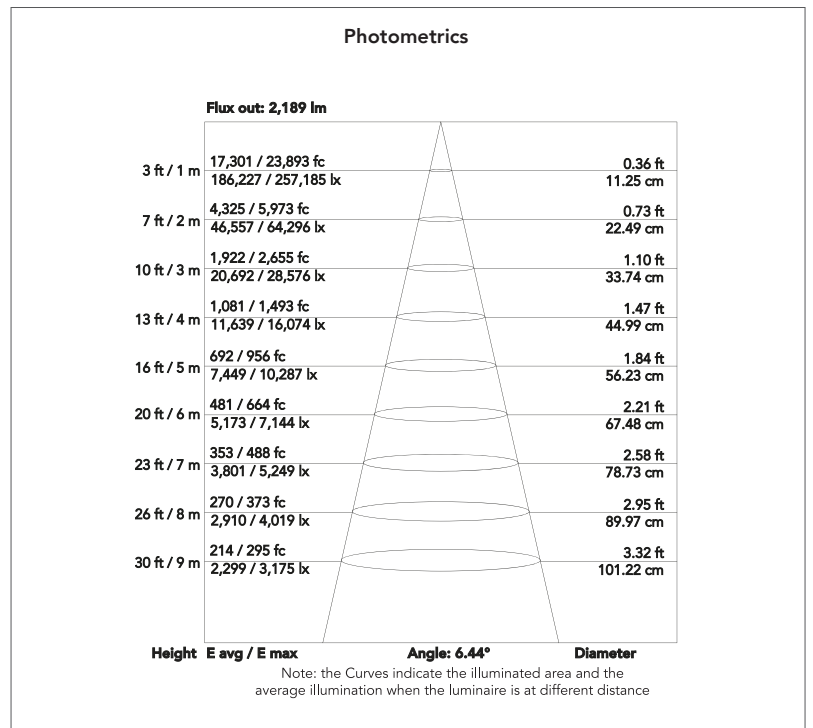 Photometrics
Flux out: 2,189 lm
3 ft / 1 m 17,301 / 23,893 fc 0.36 ft
186,227 / 257,185 lx 11.25 cm
7 ft / 2 m 4,325 / 5,973 fc 0.73 ft
46,557 / 64,296 lx 22.49 cm
10 ft / 3 m 1,922 / 2,655 fc 1.10 ft
20,692 / 28,576 lx 33.74 cm
13 ft / 4 m 1,081 / 1,493 fc 1.47 ft
11,639 / 16,074 lx 44.99 cm
16 ft / 5 m 692 / 956 fc 1.84 ft
7,449 / 10,287 lx 56.23 cm
20 ft / 6 m 481 / 664 fc 2.21 ft
5,173 / 7,144 lx 67.48 cm
23 ft / 7 m 353 / 488 fc 2.58 ft
3,801 / 5,249 lx 78.73 cm
26 ft / 8 m 270 / 373 fc 2.95 ft
2,910 / 4,019 lx 89.97 cm
30 ft / 9 m 214 / 295 fc 3.32 ft
2,299 / 3,175 lx 101.22 cm
Height E avg / E max Angle: 6.44° Diameter
Note: the Curves indicate the illuminated area and the
average illumination when the luminaire is at different distance